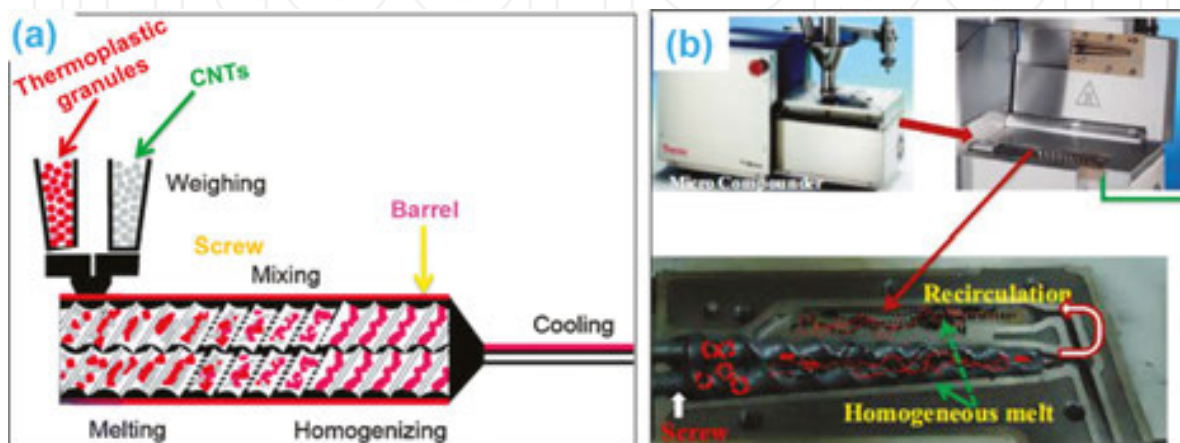 (a)
Thermoplastic
granules
CNTs
Weighing
Barrel
Screw
Mixing
Cooling
Melting
Homogenizing
(b)
Micro Compounder
Recirculation
Homogeneous melt
Screw